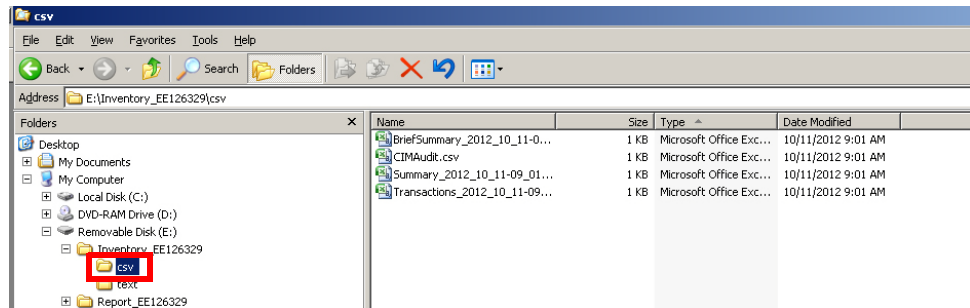 csv
File Edit View Favorites Tools Help
Back Search Folders
Address E:\Inventory_EE126329\csv
Folders X
Name Size Type Date Modified
BriefSummary_2012_10_11-0... 1 KB Microsoft Office Exc... 10/11/2012 9:01 AM
CIMAudit.csv 1 KB Microsoft Office Exc... 10/11/2012 9:01 AM
Summary_2012_10_11-09_01... 1 KB Microsoft Office Exc... 10/11/2012 9:01 AM
Transactions_2012_10_11-09... 1 KB Microsoft Office Exc... 10/11/2012 9:01 AM
Desktop
My Documents
My Computer
Local Disk (C:)
DVD-RAM Drive (D:)
Removable Disk (E:)
Inventory_EE126329
csv
text
Report_EE126329